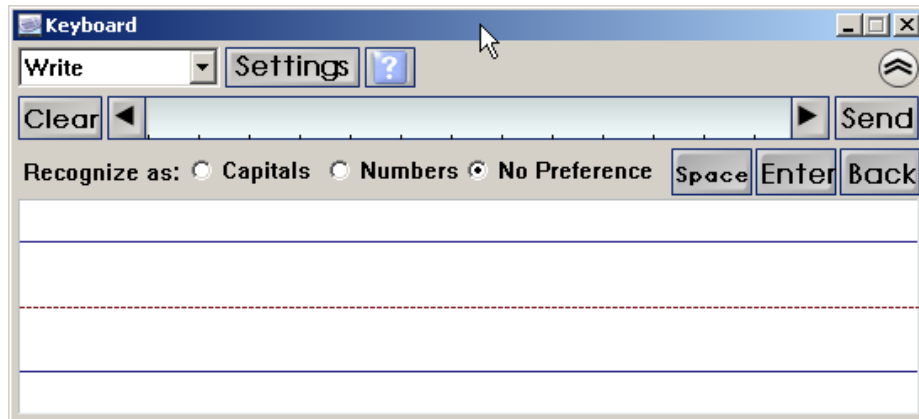 Keyboard
Write Settings ?
Clear Send
Recognize as: Capitals Numbers No Preference Space Enter Back